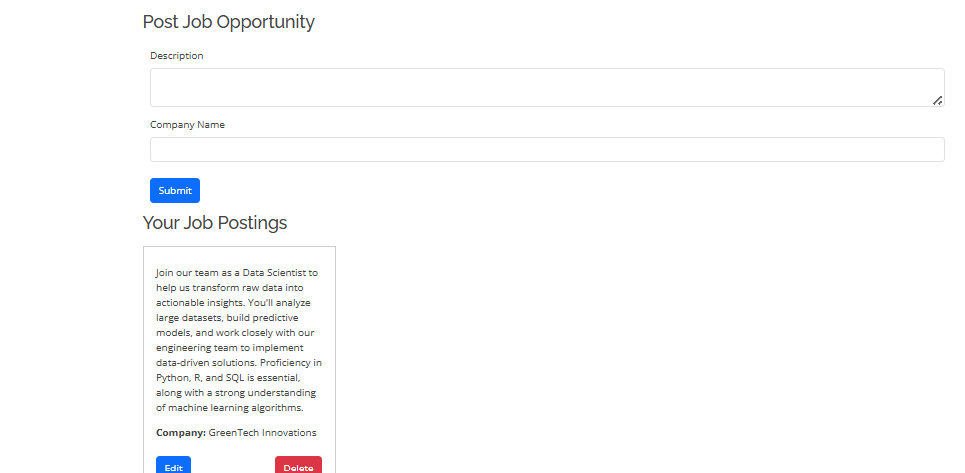 Post Job Opportunity
Description
Company Name
Submit
Your Job Postings
Join our team as a Data Scientist to
help us transform raw data into
actionable insights. You'll analyze
large datasets, build predictive
models, and work closely with our
engineering team to implement
data-driven solutions. Proficiency in
Python, R, and SQL is essential,
along with a strong understanding
of machine learning algorithms.
Company: GreenTech Innovations
Edit Delete